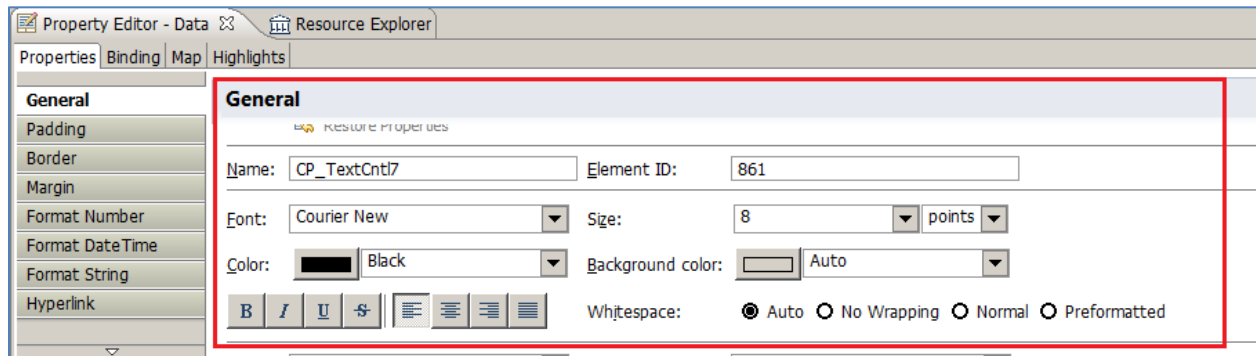 Property Editor - Data Resource Explorer
Properties Binding Map Highlights
General
Padding
Border
Margin
Format Number
Format DateTime
Format String
Hyperlink
General
Restore Properties
Name: CP_TextCntl7 Element ID: 861
Font: Courier New Size: 8 points
Color: Black Background color: Auto
B I U S Whitespace: Auto No Wrapping Normal Preformatted